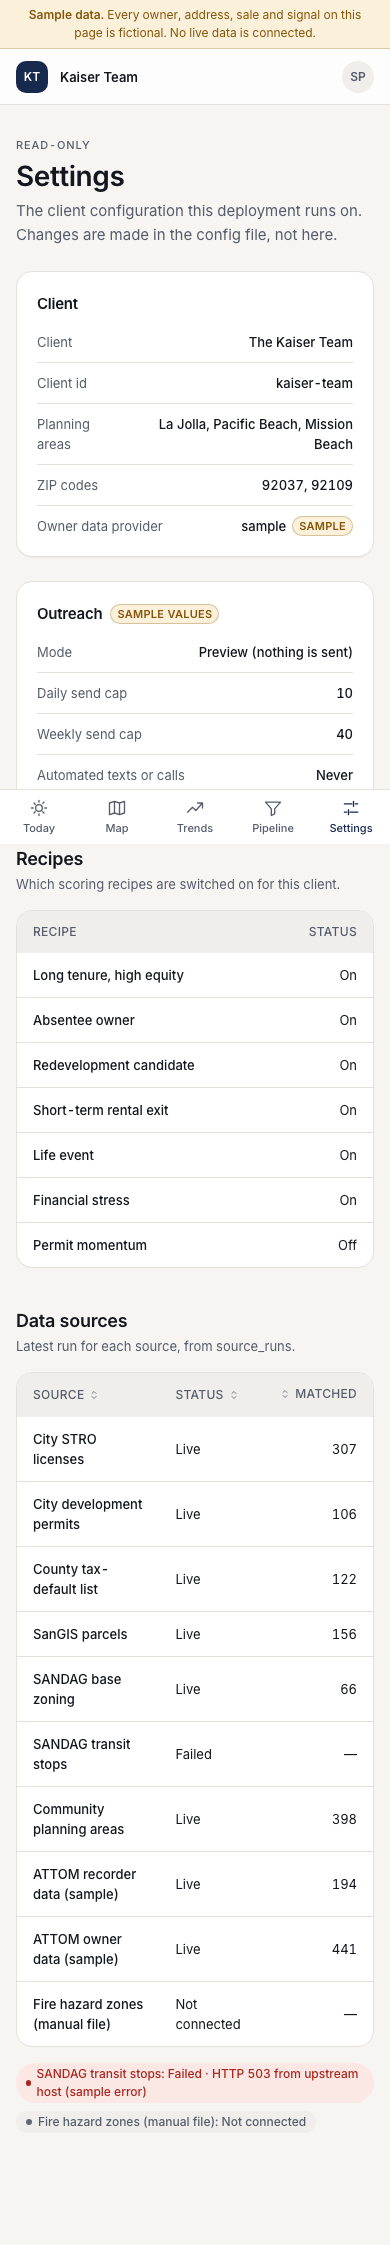 Sample data. Every owner, address, sale and signal on this
page is fictional. No live data is connected.
KT
Kaiser Team
SP
READ-ONLY
Settings
The client configuration this deployment runs on.
Changes are made in the config file, not here.
Client
Client The Kaiser Team
Client id kaiser-team
Planning areas La Jolla, Pacific Beach, Mission Beach
ZIP codes 92037, 92109
Owner data provider sample SAMPLE
Outreach SAMPLE VALUES
Mode Preview (nothing is sent)
Daily send cap 10
Weekly send cap 40
Automated texts or calls Never
Today Map Trends Pipeline Settings
Recipes
Which scoring recipes are switched on for this client.
RECIPE STATUS
Long tenure, high equity On
Absentee owner On
Redevelopment candidate On
Short-term rental exit On
Life event On
Financial stress On
Permit momentum Off
Data sources
Latest run for each source, from source_runs.
SOURCE STATUS MATCHED
City STRO licenses Live 307
City development permits Live 106
County tax-default list Live 122
SanGIS parcels Live 156
SANDAG base zoning Live 66
SANDAG transit stops Failed —
Community planning areas Live 398
ATTOM recorder data (sample) Live 194
ATTOM owner data (sample) Live 441
Fire hazard zones (manual file) Not connected —
SANDAG transit stops: Failed · HTTP 503 from upstream
host (sample error)
Fire hazard zones (manual file): Not connected